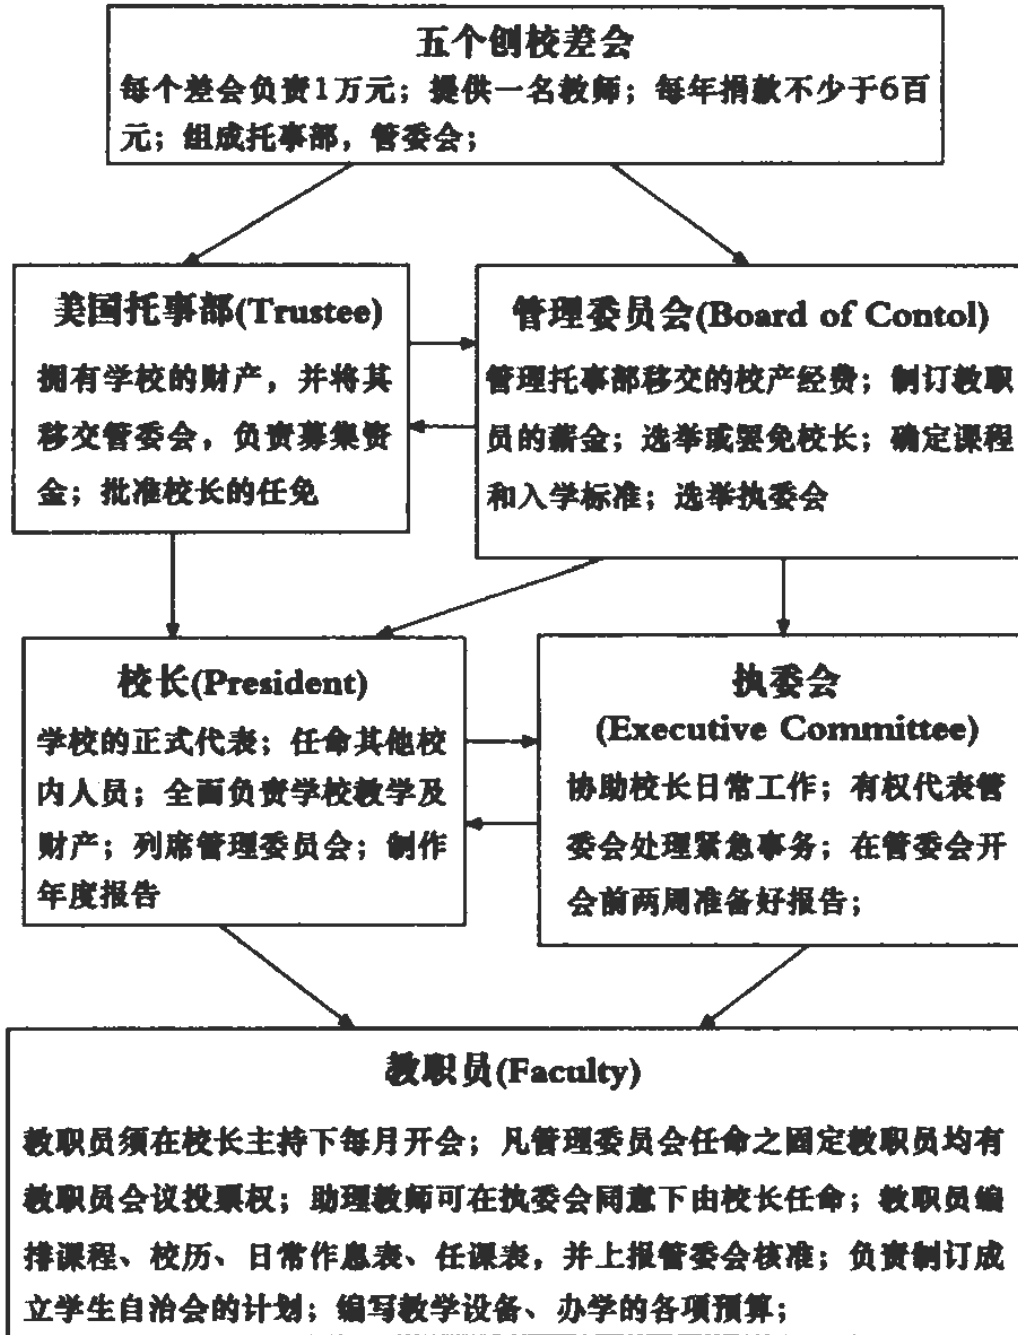 五个创校差会
每个差会负责1万元；提供一名教师；每年捐款不少于6百
元；组成托事部，管委会；
美国托事部(Trustee)
拥有学校的财产，并将其
移交管委会，负责募集资
金；批准校长的任免
管理委员会(Board of Contol)
管理托事部移交的校产经费；制订教职
员的薪金；选举或罢免校长；确定课程
和入学标准；选举执委会
校长(President)
学校的正式代表；任命其他校
内人员；全面负责学校教学及
财产；列席管理委员会；制作
年度报告
执委会
(Executive Committee)
协助校长日常工作；有权代表管
委会处理紧急事务；在管委会开
会前两周准备好报告；
教职员(Faculty)
教职员须在校长主持下每月开会；凡管理委员会任命之固定教职员均有
教职员会议投票权；助理教师可在执委会同意下由校长任命；教职员编
排课程、校历、日常作息表、任课表，并上报管委会核准；负责制订成
立学生自治会的计划；编写教学设备、办学的各项预算；